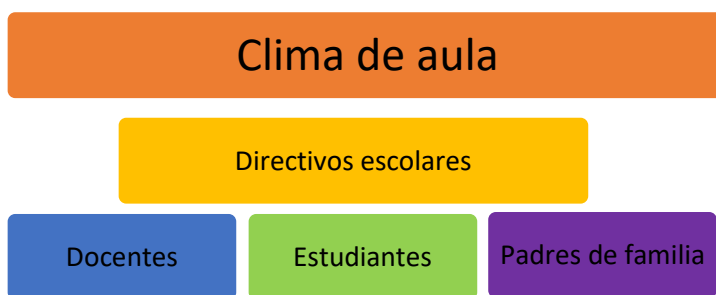 Clima de aula
Directivos escolares
Docentes
Estudiantes
Padres de familia